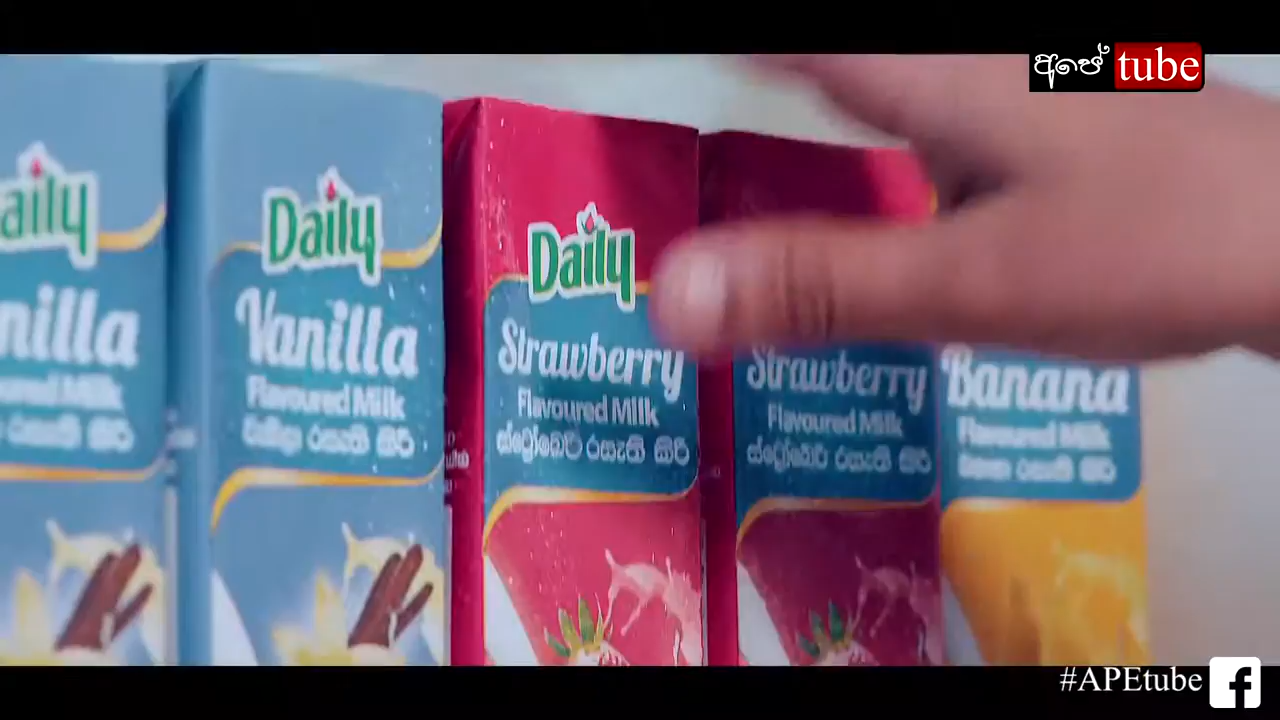 අපේ tube
Daily
Vanilla
Flavoured Milk
වැනිලා රසැති කිරි
Daily
Strawberry
Flavoured Milk
ස්ට්‍රෝබෙරි රසැති කිරි
Strawberry
Flavoured Milk
ස්ට්‍රෝබෙරි රසැති කිරි
Banana
Flavoured Milk
රසැති කිරි
#APEtube